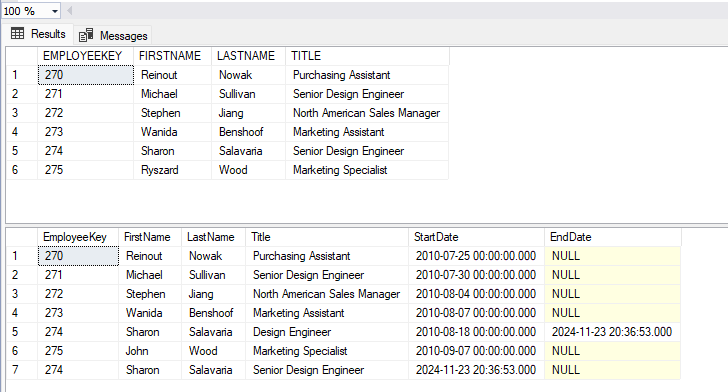 100 %
Results Messages
EMPLOYEEKEY FIRSTNAME LASTNAME TITLE
1 270 Reinout Nowak Purchasing Assistant
2 271 Michael Sullivan Senior Design Engineer
3 272 Stephen Jiang North American Sales Manager
4 273 Wanida Benshoof Marketing Assistant
5 274 Sharon Salavaria Senior Design Engineer
6 275 Ryszard Wood Marketing Specialist
EmployeeKey FirstName LastName Title StartDate EndDate
1 270 Reinout Nowak Purchasing Assistant 2010-07-25 00:00:00.000 NULL
2 271 Michael Sullivan Senior Design Engineer 2010-07-30 00:00:00.000 NULL
3 272 Stephen Jiang North American Sales Manager 2010-08-04 00:00:00.000 NULL
4 273 Wanida Benshoof Marketing Assistant 2010-08-07 00:00:00.000 NULL
5 274 Sharon Salavaria Design Engineer 2010-08-18 00:00:00.000 2024-11-23 20:36:53.000
6 275 John Wood Marketing Specialist 2010-09-07 00:00:00.000 NULL
7 274 Sharon Salavaria Senior Design Engineer 2024-11-23 20:36:53.000 NULL